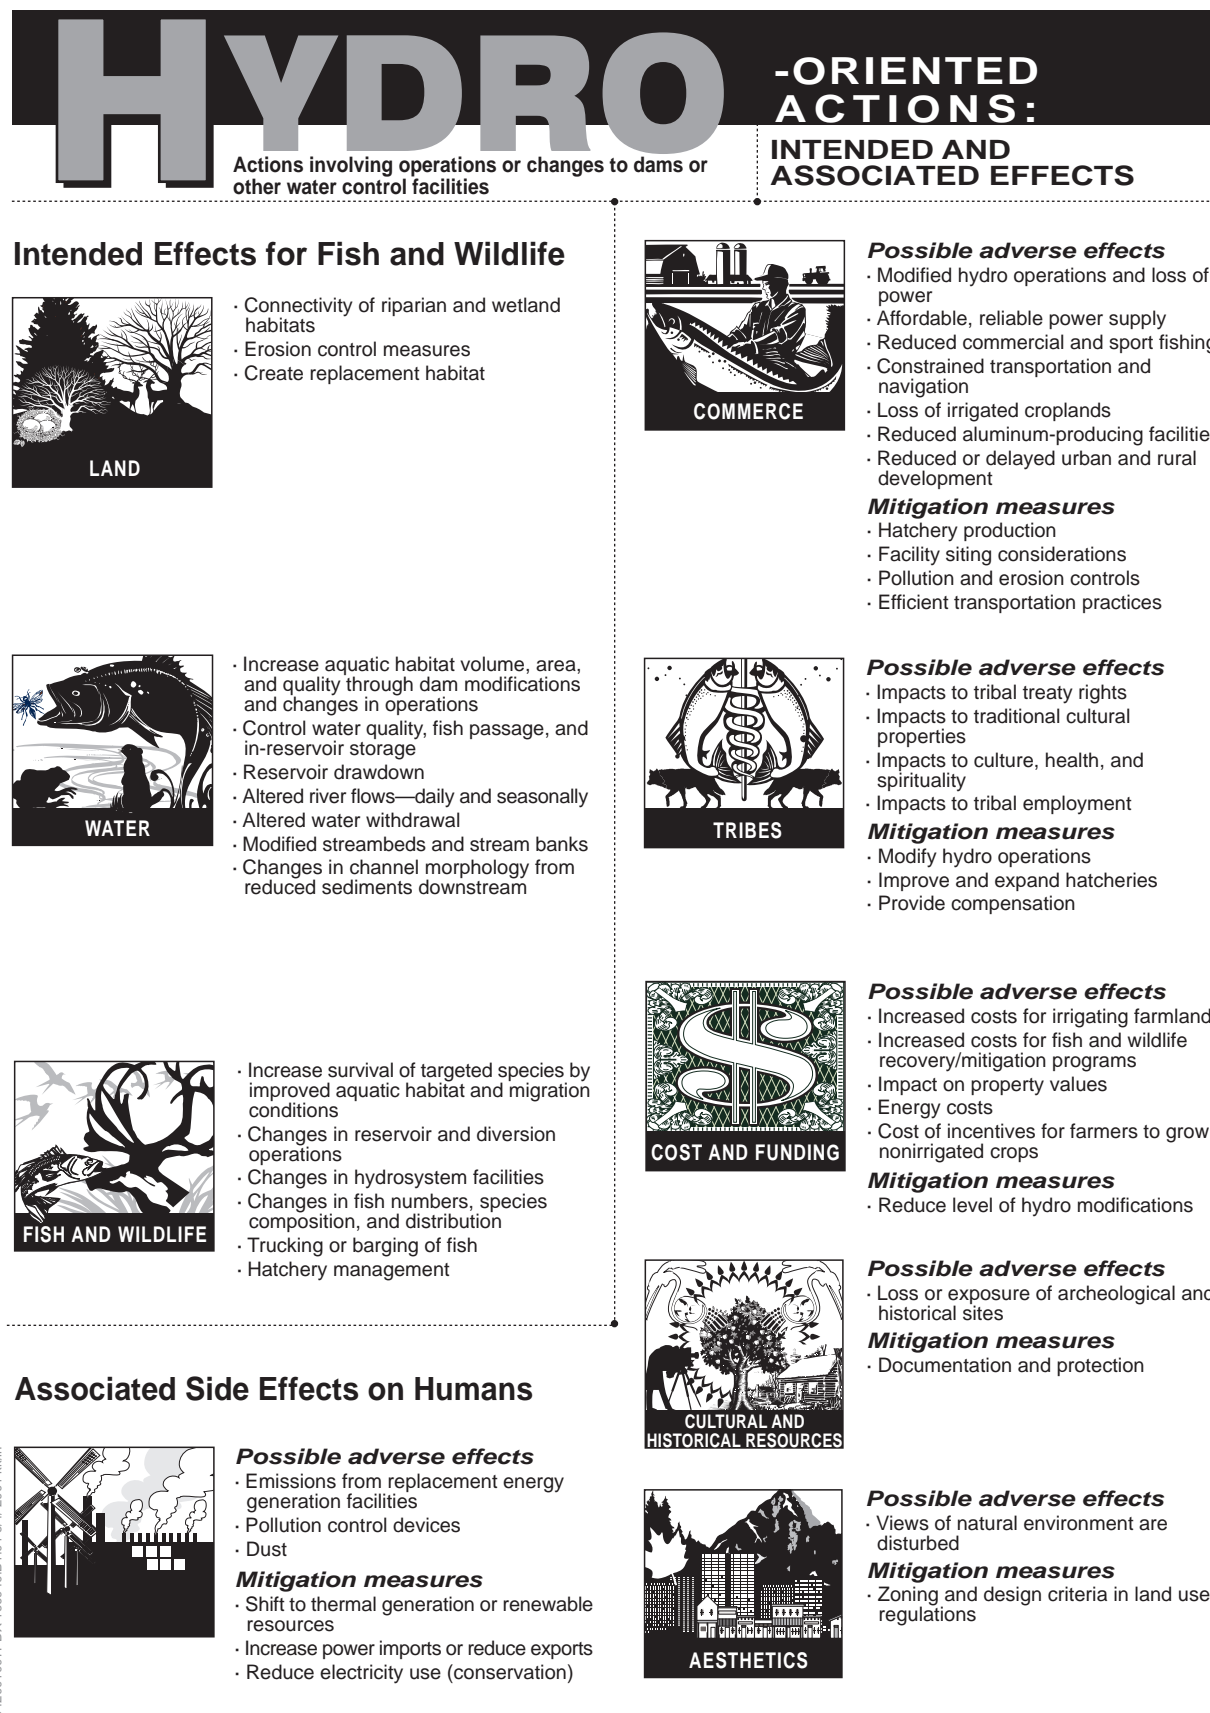 HYDRO
-ORIENTED
ACTIONS:
Actions involving operations or changes to dams or
other water control facilities
INTENDED AND
ASSOCIATED EFFECTS
Intended Effects for Fish and Wildlife
LAND
· Connectivity of riparian and wetland
habitats
· Erosion control measures
· Create replacement habitat
WATER
· Increase aquatic habitat volume, area,
and quality through dam modifications
and changes in operations
· Control water quality, fish passage, and
in-reservoir storage
· Reservoir drawdown
· Altered river flows—daily and seasonally
· Altered water withdrawal
· Modified streambeds and stream banks
· Changes in channel morphology from
reduced sediments downstream
FISH AND WILDLIFE
· Increase survival of targeted species by
improved aquatic habitat and migration
conditions
· Changes in reservoir and diversion
operations
· Changes in hydrosystem facilities
· Changes in fish numbers, species
composition, and distribution
· Trucking or barging of fish
· Hatchery management
Associated Side Effects on Humans
Possible adverse effects
· Emissions from replacement energy
generation facilities
· Pollution control devices
· Dust
Mitigation measures
· Shift to thermal generation or renewable
resources
· Increase power imports or reduce exports
· Reduce electricity use (conservation)
COMMERCE
Possible adverse effects
· Modified hydro operations and loss of
power
· Affordable, reliable power supply
· Reduced commercial and sport fishing
· Constrained transportation and
navigation
· Loss of irrigated croplands
· Reduced aluminum-producing facilitie
· Reduced or delayed urban and rural
development
Mitigation measures
· Hatchery production
· Facility siting considerations
· Pollution and erosion controls
· Efficient transportation practices
TRIBES
Possible adverse effects
· Impacts to tribal treaty rights
· Impacts to traditional cultural
properties
· Impacts to culture, health, and
spirituality
· Impacts to tribal employment
Mitigation measures
· Modify hydro operations
· Improve and expand hatcheries
· Provide compensation
COST AND FUNDING
Possible adverse effects
· Increased costs for irrigating farmland
· Increased costs for fish and wildlife
recovery/mitigation programs
· Impact on property values
· Energy costs
· Cost of incentives for farmers to grow
nonirrigated crops
Mitigation measures
· Reduce level of hydro modifications
CULTURAL AND
HISTORICAL RESOURCES
Possible adverse effects
· Loss or exposure of archeological and
historical sites
Mitigation measures
· Documentation and protection
AESTHETICS
Possible adverse effects
· Views of natural environment are
disturbed
Mitigation measures
· Zoning and design criteria in land use
regulations